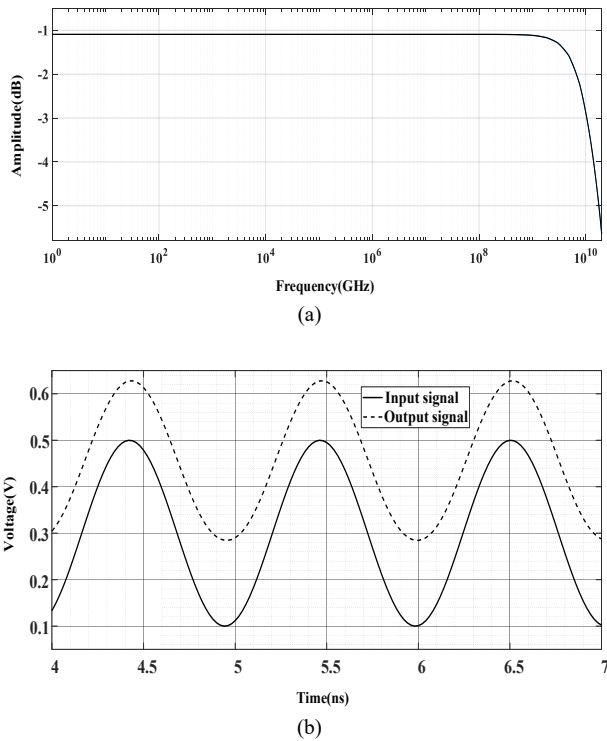 -1
-2
-3
-4
-5
Amplitude(dB)
10^0 10^2 10^4 10^6 10^8 10^10
Frequency(GHz)
(a)
0.6
0.5
0.4
0.3
0.2
0.1
Voltage(V)
Input signal
Output signal
4 4.5 5 5.5 6 6.5 7
Time(ns)
(b)